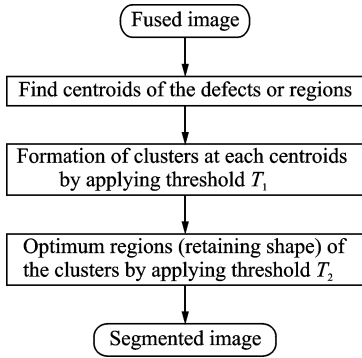 Fused image
Find centroids of the defects or regions
Formation of clusters at each centroids
by applying threshold T₁
Optimum regions (retaining shape) of
the clusters by applying threshold T₂
Segmented image